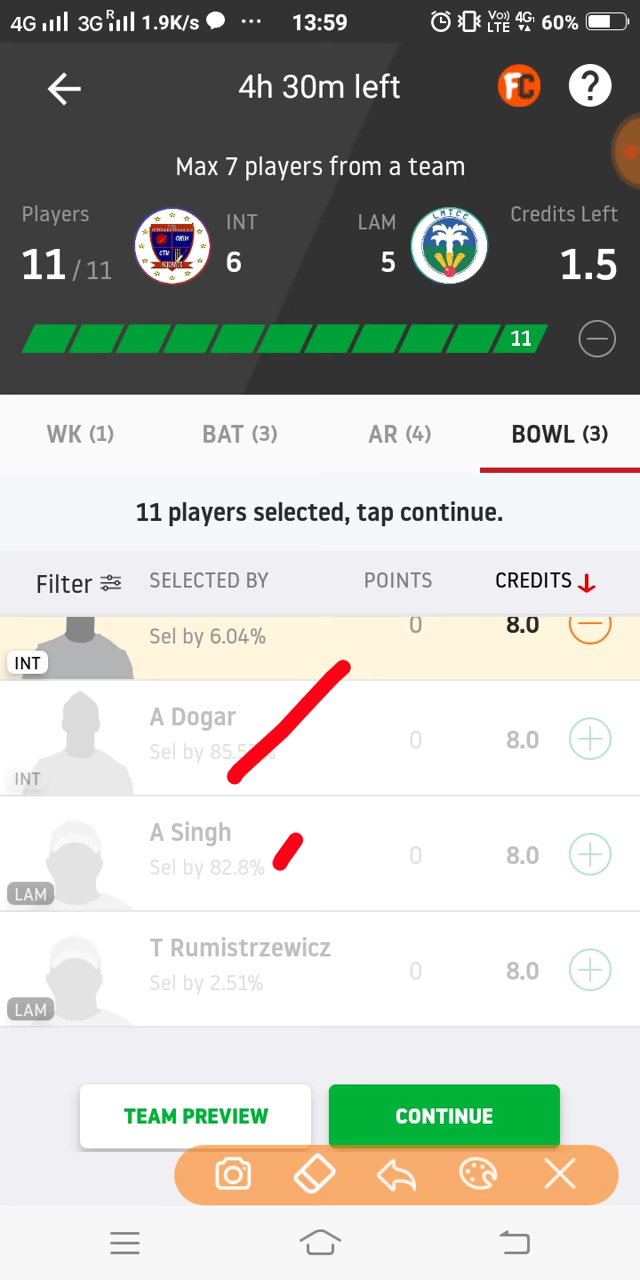 4G 3G R 1.9K/s ... 13:59 Vo) LTE 4G 60%
4h 30m left FC ?
Max 7 players from a team
Players INT LAM Credits Left
11 / 11 6 5 1.5
11
WK (1) BAT (3) AR (4) BOWL (3)
11 players selected, tap continue.
Filter SELECTED BY POINTS CREDITS
Sel by 6.04% 0 8.0
INT
A Dogar
Sel by 85. 0 8.0
INT
A Singh
Sel by 82.8% 0 8.0
LAM
T Rumistrzewicz
Sel by 2.51% 0 8.0
LAM
TEAM PREVIEW CONTINUE